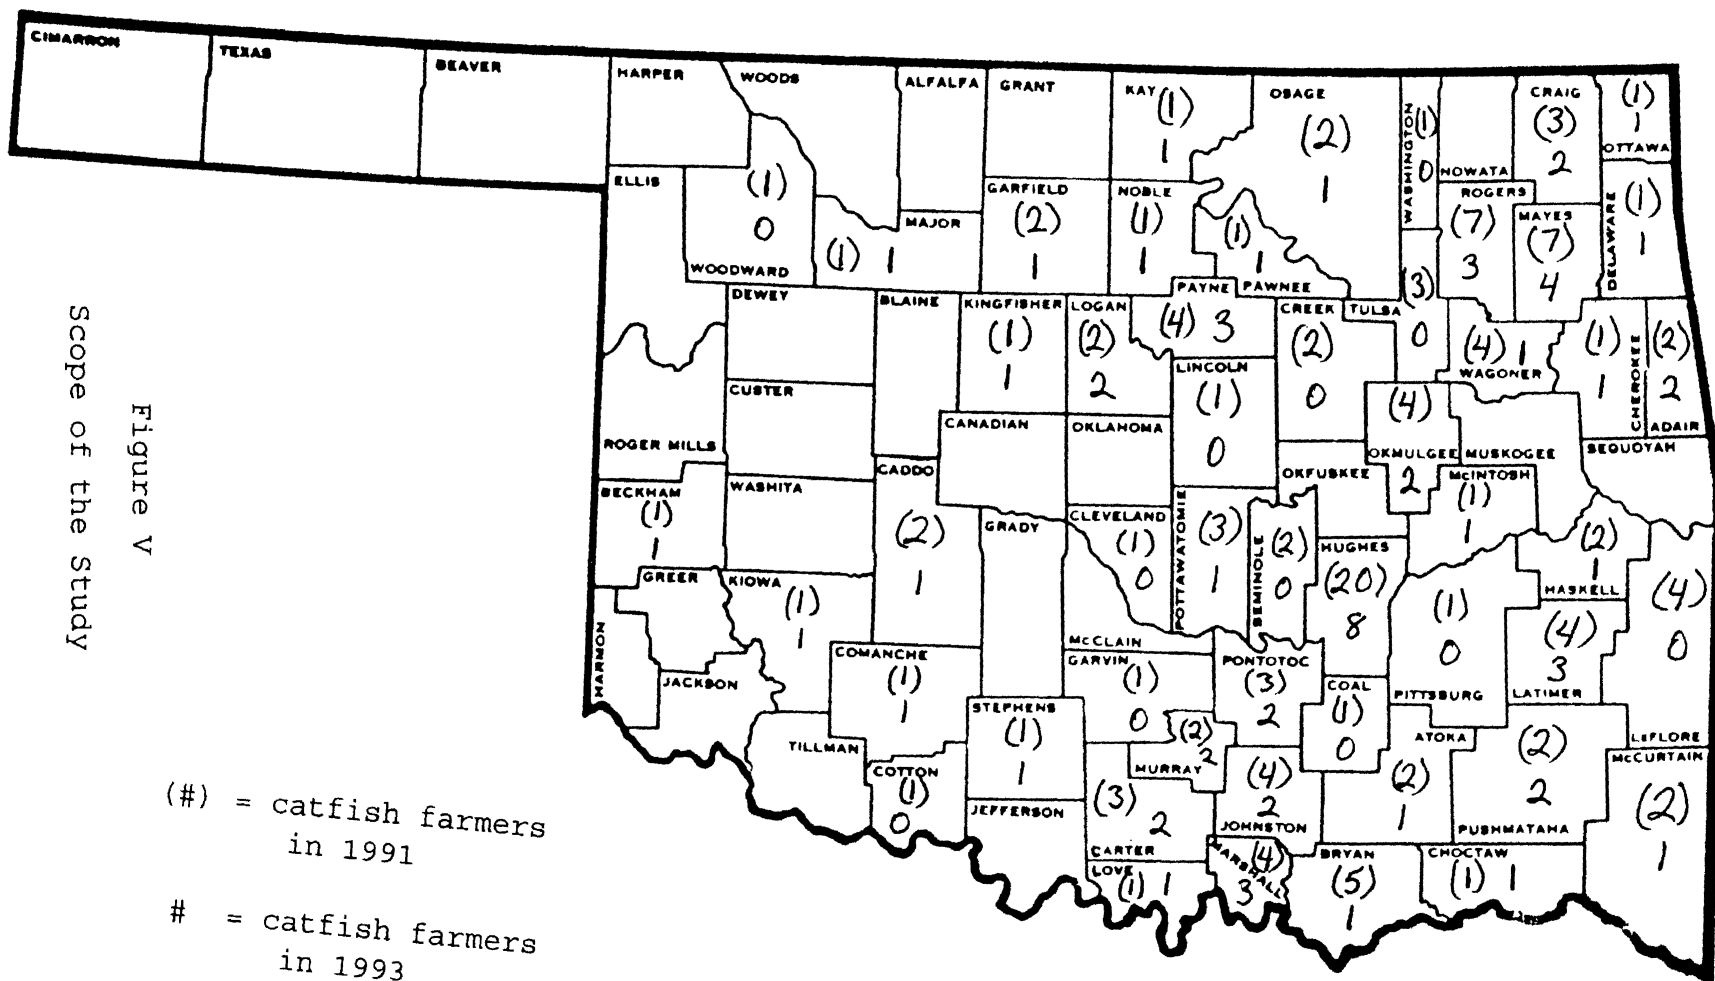 CIMARRON
TEXAS
BEAVER
HARPER
WOODS
ALFALFA
GRANT
KAY
(1)
1
OSAGE
(2)
1
WASHINGTON
(1)
0
NOWATA
CRAIG
(3)
2
(1)
1
OTTAWA
ELLIS
(1)
0
WOODWARD
MAJOR
(1) 1
GARFIELD
(2)
1
NOBLE
(1)
1
(1)
1
PAWNEE
ROGERS
(7)
3
MAYES
(7)
4
DELAWARE
(1)
1
DEWEY
BLAINE
KINGFISHER
(1)
1
LOGAN
(2)
2
PAYNE
(4) 3
CREEK
(2)
0
TULSA
(3)
0
(4) 1
WAGONER
(1)
1
CHEROKEE
(2)
2
ADAIR
ROGER MILLS
CUSTER
CANADIAN
OKLAHOMA
LINCOLN
(1)
0
(4)
OKMULGEE
2
MUSKOGEE
SEQUOYAH
BECKHAM
(1)
1
WASHITA
CADDO
(2)
1
GRADY
CLEVELAND
(1)
0
POTTAWATOMIE
(3)
1
SEMINOLE
(2)
0
OKFUSKEE
HUGHES
(20)
8
McINTOSH
(1)
1
(2)
1
HASKELL
GREER
KIOWA
(1)
1
HARMON
JACKSON
COMANCHE
(1)
1
McCLAIN
GARVIN
(1)
0
PONTOTOC
(3)
2
COAL
(1)
0
(1)
0
PITTSBURG
(4)
3
LATIMER
(4)
0
LEFLORE
TILLMAN
COTTON
(1)
0
STEPHENS
(1)
1
JEFFERSON
(2)
2
MURRAY
(3)
2
CARTER
(4)
2
JOHNSTON
ATOKA
(2)
1
(2)
2
PUSHMATAHA
McCURTAIN
(2)
1
LOVE
(1) 1
MARSHALL
(4)
3
BRYAN
(5)
1
CHOCTAW
(1) 1
Figure V
Scope of the Study
(#) = catfish farmers
in 1991
# = catfish farmers
in 1993